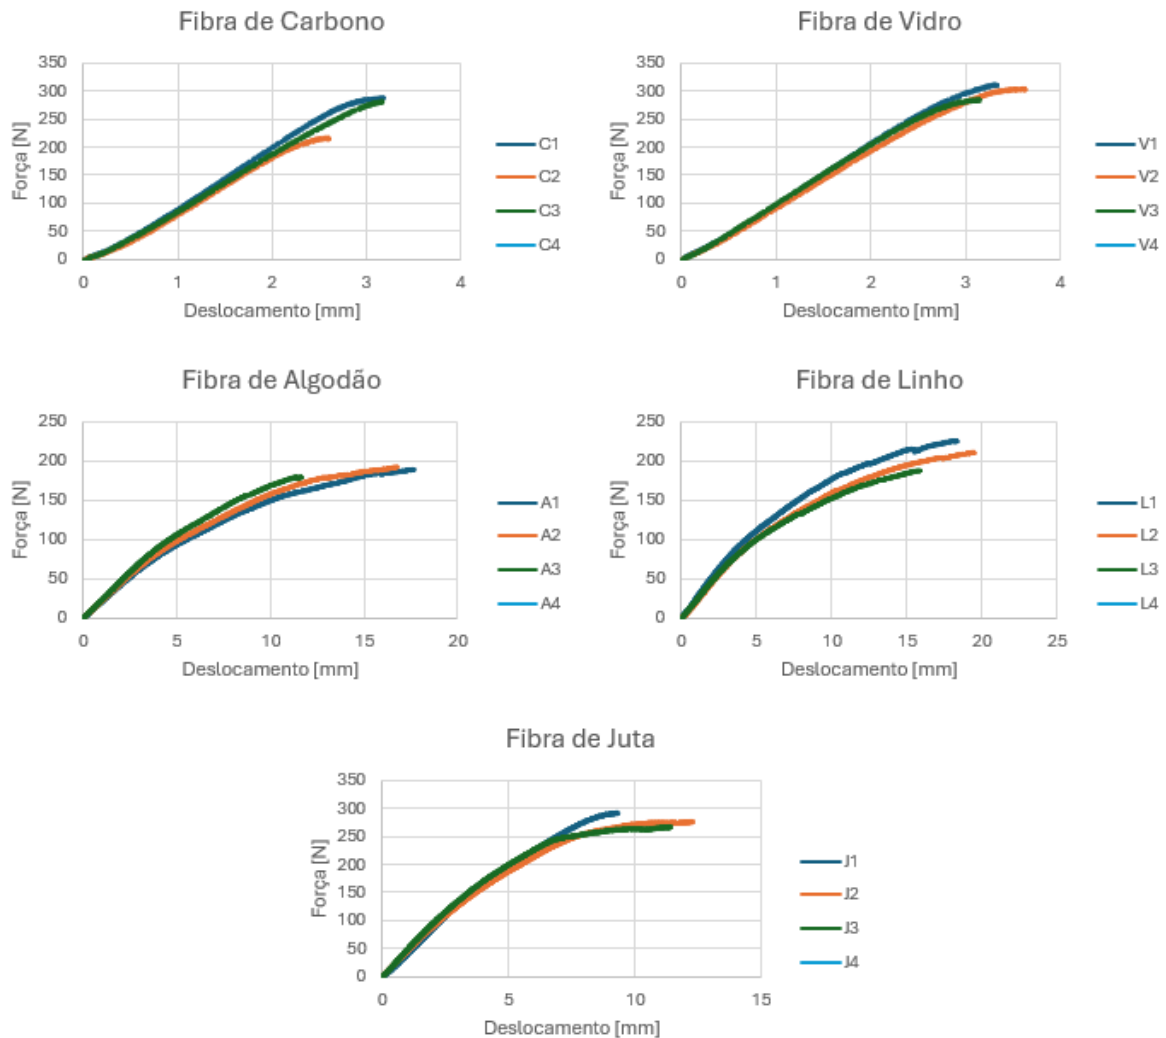 Fibra de Carbono
350
300
250
200
150
100
50
0
Força [N]
0 1 2 3 4
Deslocamento [mm]
C1
C2
C3
C4
Fibra de Vidro
350
300
250
200
150
100
50
0
Força [N]
0 1 2 3 4
Deslocamento [mm]
V1
V2
V3
V4
Fibra de Algodão
250
200
150
100
50
0
Força [N]
0 5 10 15 20
Deslocamento [mm]
A1
A2
A3
A4
Fibra de Linho
250
200
150
100
50
0
Força [N]
0 5 10 15 20 25
Deslocamento [mm]
L1
L2
L3
L4
Fibra de Juta
350
300
250
200
150
100
50
0
Força [N]
0 5 10 15
Deslocamento [mm]
J1
J2
J3
J4